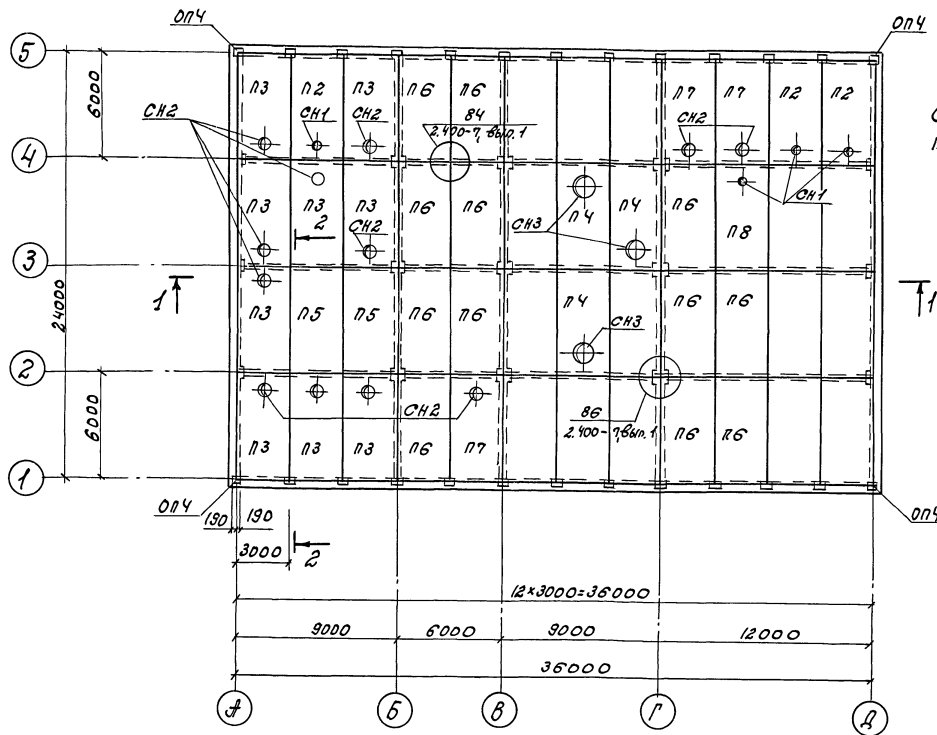 ОП4
ОП4
5
П3 П2 П3 П6 П6 П7 П7 П2 П2
6000
СН2
СН1
СН2
84
2.400-7, вып. 1
СН2
4
СН1
П3 П3 П3 П6 П6 П4 П4 П6 П8
СН3
2
СН2
3
1
1
24000
П3 П5 П5 П6 П6 П4 П6 П6
СН3
2
СН2
86
2.400-7, вып. 1
6000
П3 П3 П3 П6 П7 П6 П6
1
ОП4
ОП4
190 190
3000
2
12×3000=36000
9000 6000 9000 12000
36000
А Б В Г Д